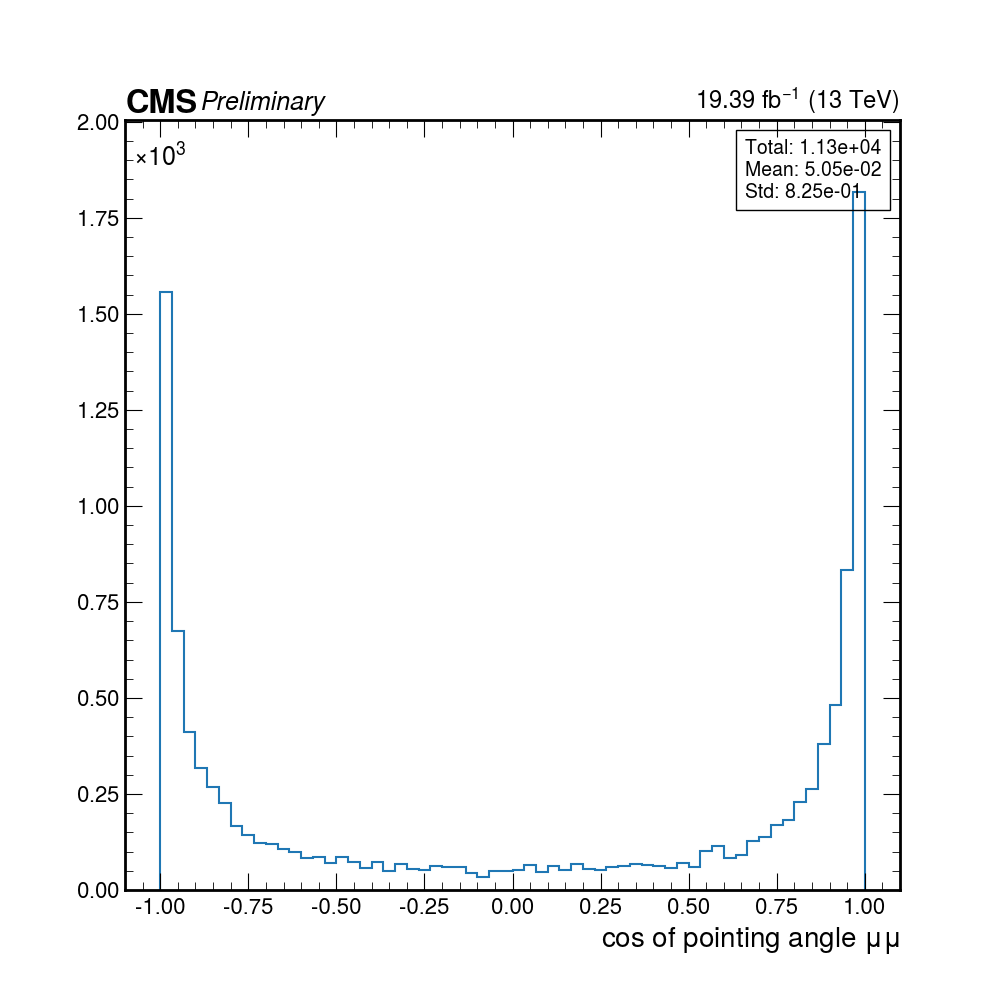 CMS Preliminary
19.39 fb⁻¹ (13 TeV)
×10³
Total: 1.13e+04
Mean: 5.05e-02
Std: 8.25e-01
2.00
1.75
1.50
1.25
1.00
0.75
0.50
0.25
0.00
-1.00 -0.75 -0.50 -0.25 0.00 0.25 0.50 0.75 1.00
cos of pointing angle μμ